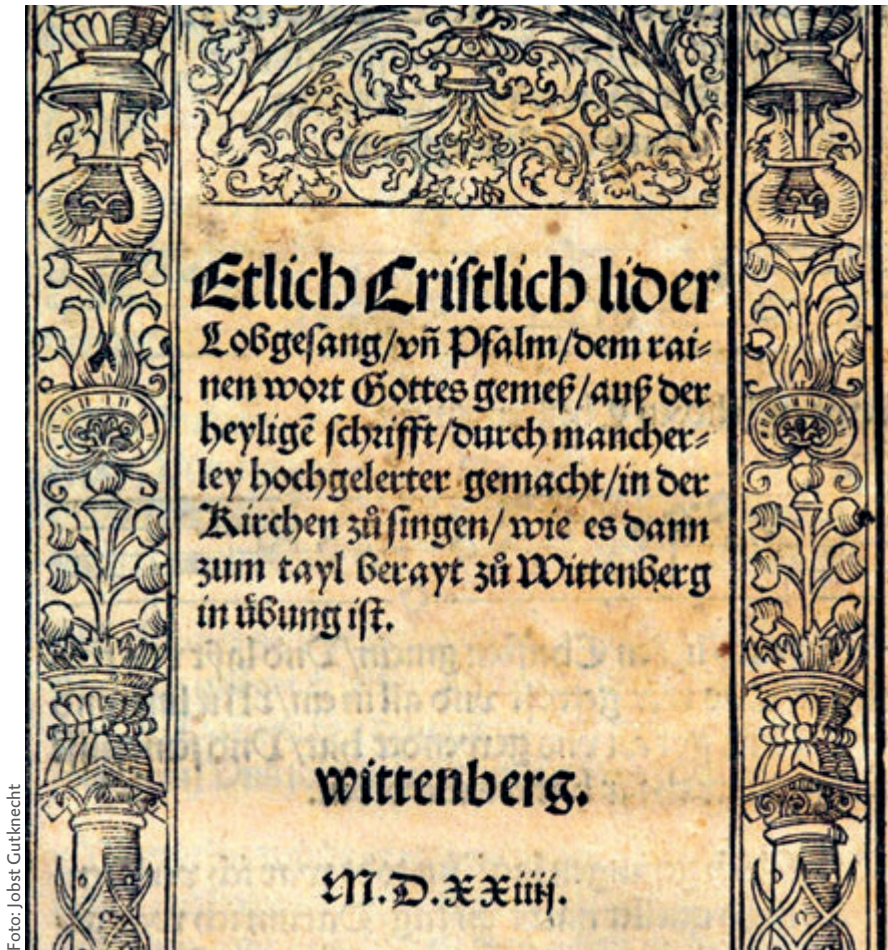 Etlich Cristlich lider
Lobgesang/vñ Psalm/dem rai⸗
nen wort Gottes gemeß/auß der
heyligẽ schrifft/durch mancher⸗
ley hochgelerter gemacht/in der
Kirchen zů singen/ wie es dann
zum tayl berayt zů Wittenberg
in übung ist.
wittenberg.
M.D.XXiiij.
Foto: Jobst Gutknecht